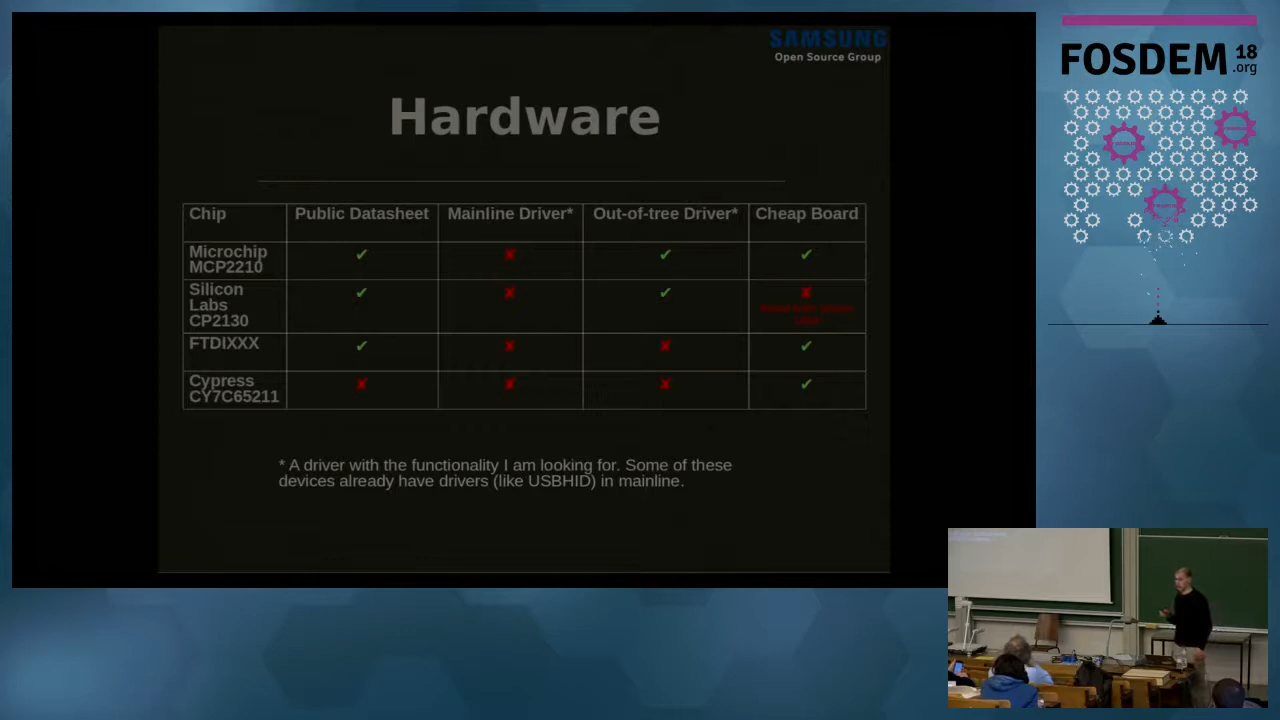 SAMSUNG
Open Source Group
FOSDEM 18
.org
Hardware
Chip Public Datasheet Mainline Driver* Out-of-tree Driver* Cheap Board
Microchip
MCP2210 ✔ ✘ ✔ ✔
Silicon
Labs
CP2130 ✔ ✘ ✔ ✘
FTDIXXX ✔ ✘ ✘ ✔
Cypress
CY7C65211 ✘ ✘ ✘ ✔
* A driver with the functionality I am looking for. Some of these
devices already have drivers (like USBHID) in mainline.